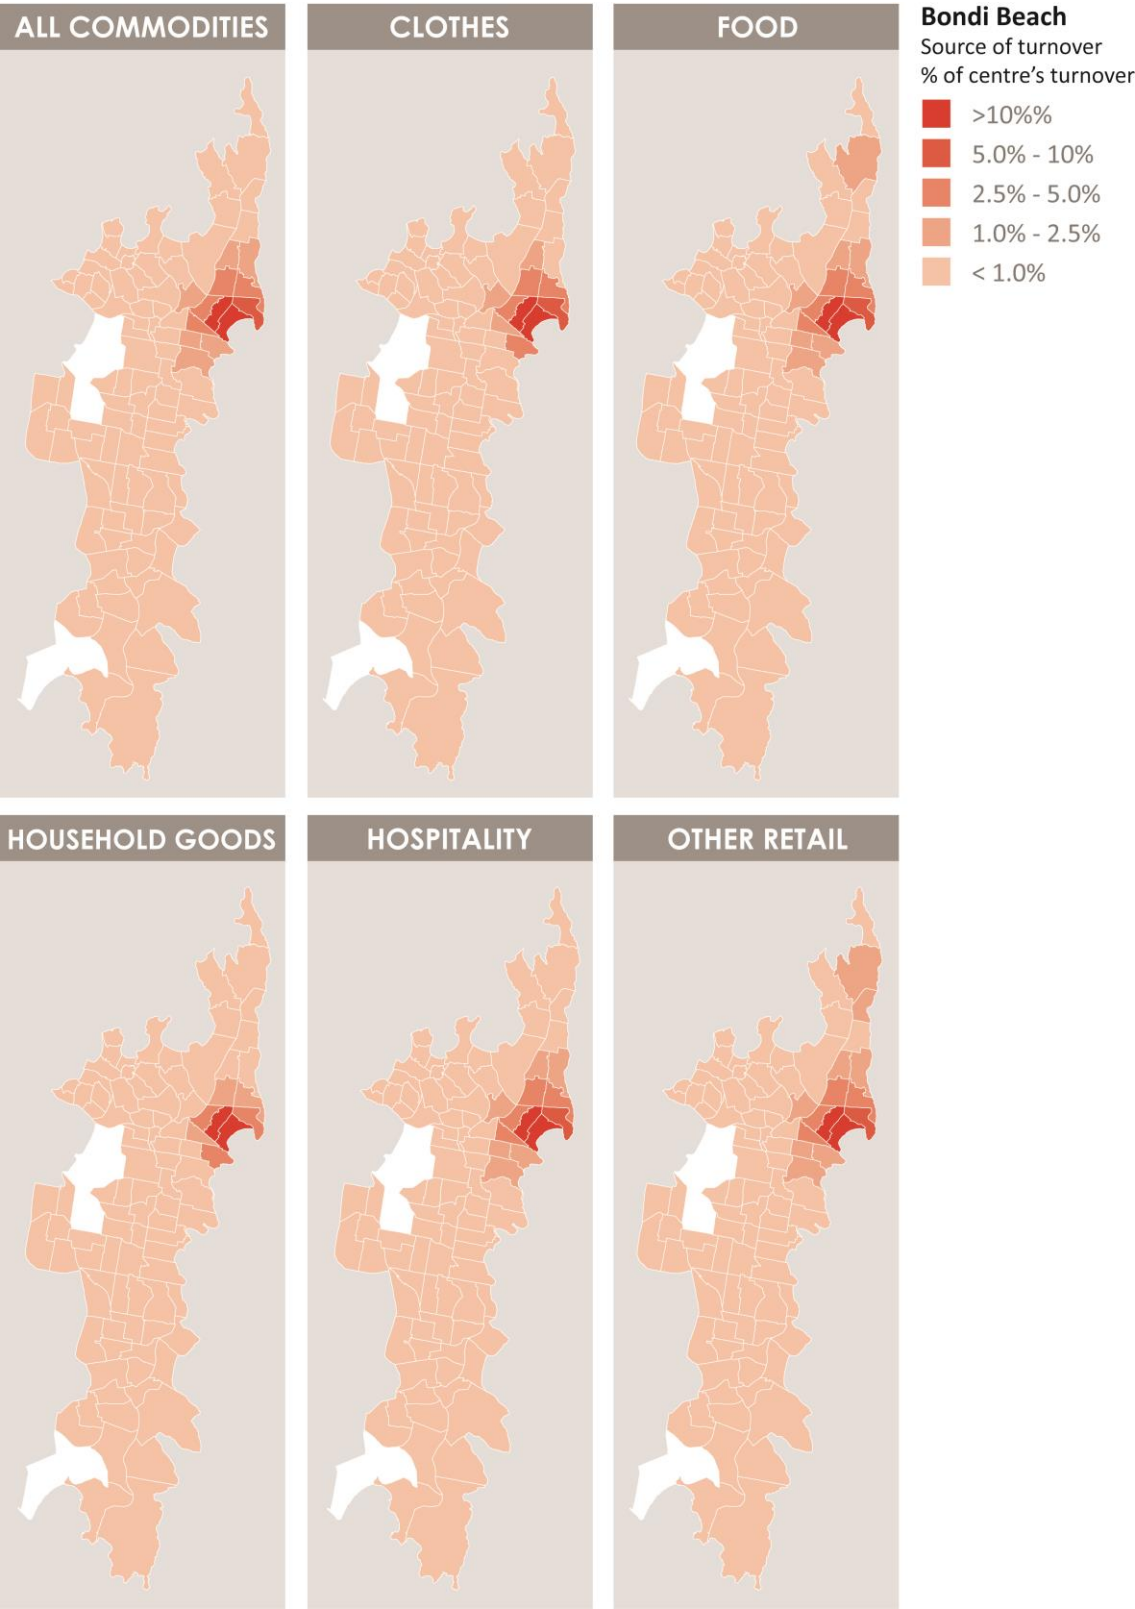 ALL COMMODITIES
CLOTHES
FOOD
Bondi Beach
Source of turnover
% of centre's turnover
>10%%
5.0% - 10%
2.5% - 5.0%
1.0% - 2.5%
< 1.0%
HOUSEHOLD GOODS
HOSPITALITY
OTHER RETAIL